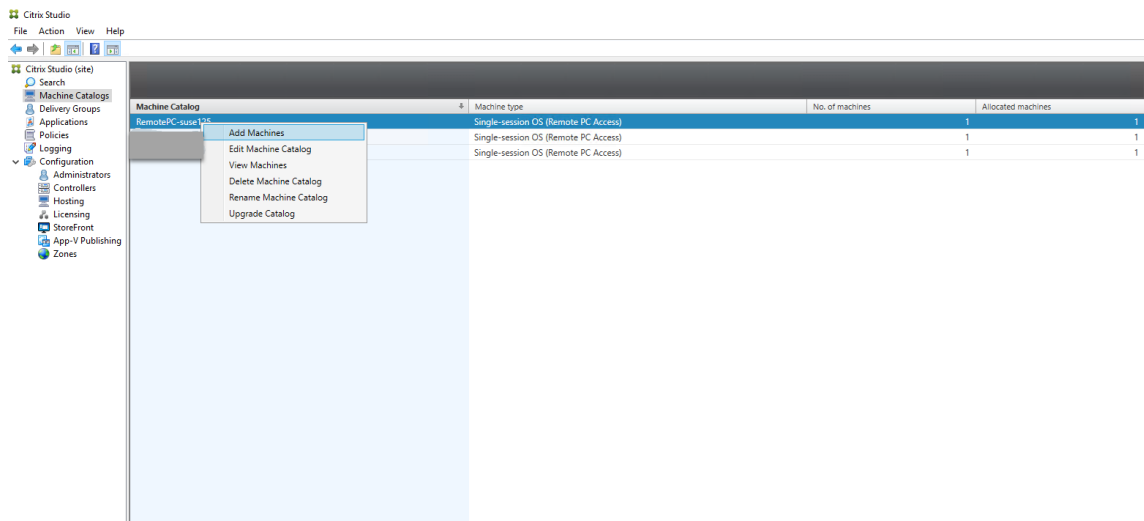 Citrix Studio
File Action View Help
Citrix Studio (site)
Search
Machine Catalogs
Delivery Groups
Applications
Policies
Logging
Configuration
Administrators
Controllers
Hosting
Licensing
StoreFront
App-V Publishing
Zones
Machine Catalog Machine type No. of machines Allocated machines
RemotePC-suse125 Single-session OS (Remote PC Access) 1 1
Single-session OS (Remote PC Access) 1 1
Single-session OS (Remote PC Access) 1 1
Add Machines
Edit Machine Catalog
View Machines
Delete Machine Catalog
Rename Machine Catalog
Upgrade Catalog